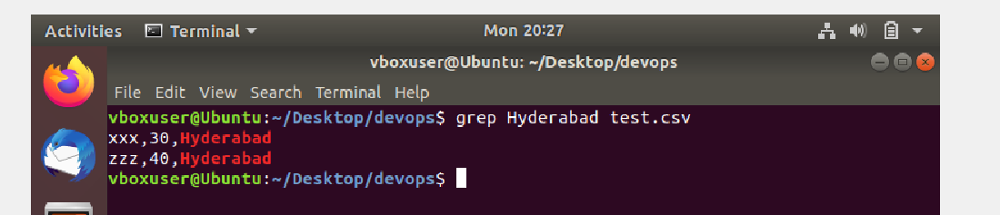 Activities Terminal Mon 20:27
vboxuser@Ubuntu: ~/Desktop/devops
File Edit View Search Terminal Help
vboxuser@Ubuntu:~/Desktop/devops$ grep Hyderabad test.csv
xxx,30,Hyderabad
zzz,40,Hyderabad
vboxuser@Ubuntu:~/Desktop/devops$